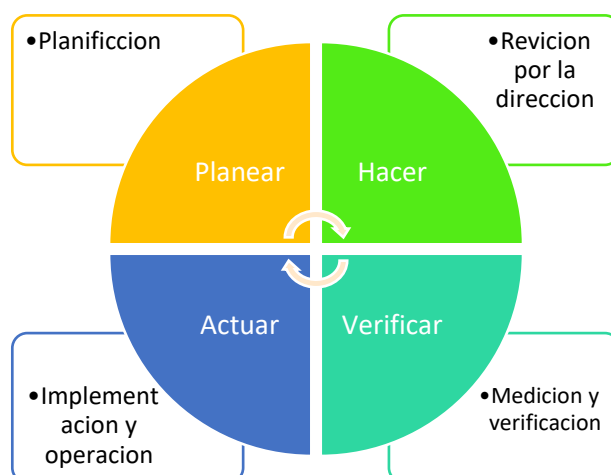 •Planificcion
•Revicion
por la
direccion
Planear
Hacer
Actuar
Verificar
•Implement
acion y
operacion
•Medicion y
verificacion